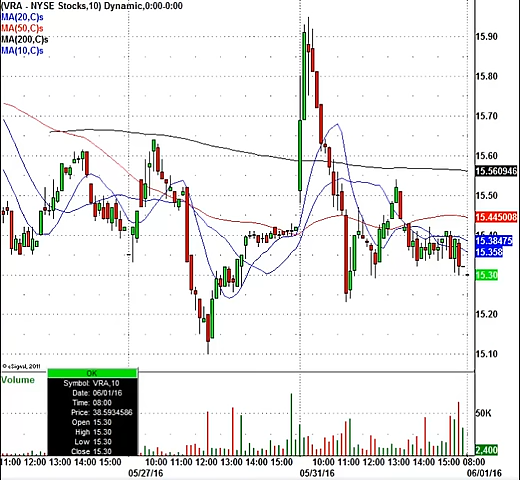 (VRA - NYSE Stocks,10) Dynamic,0:00-0:00
MA(20,C)s
MA(50,C)s
MA(200,C)s
MA(10,C)s
15.90
15.80
15.70
15.60
15.560946
15.50
15.445008
15.40
15.38475
15.358
15.30
15.20
15.10
© eSignal, 2011
Volume
OK
Symbol: VRA,10
Date: 06/01/16
Time: 08:00
Price: 38.5934586
Open 15.30
High 15.30
Low 15.30
Close 15.30
50K
2,400
11:00 12:00 13:00 14:00 15:00 10:00 11:00 12:00 13:00 14:00 15:00 10:00 11:00 12:00 13:00 14:00 15:00 08:00
05/27/16 05/31/16 06/01/16